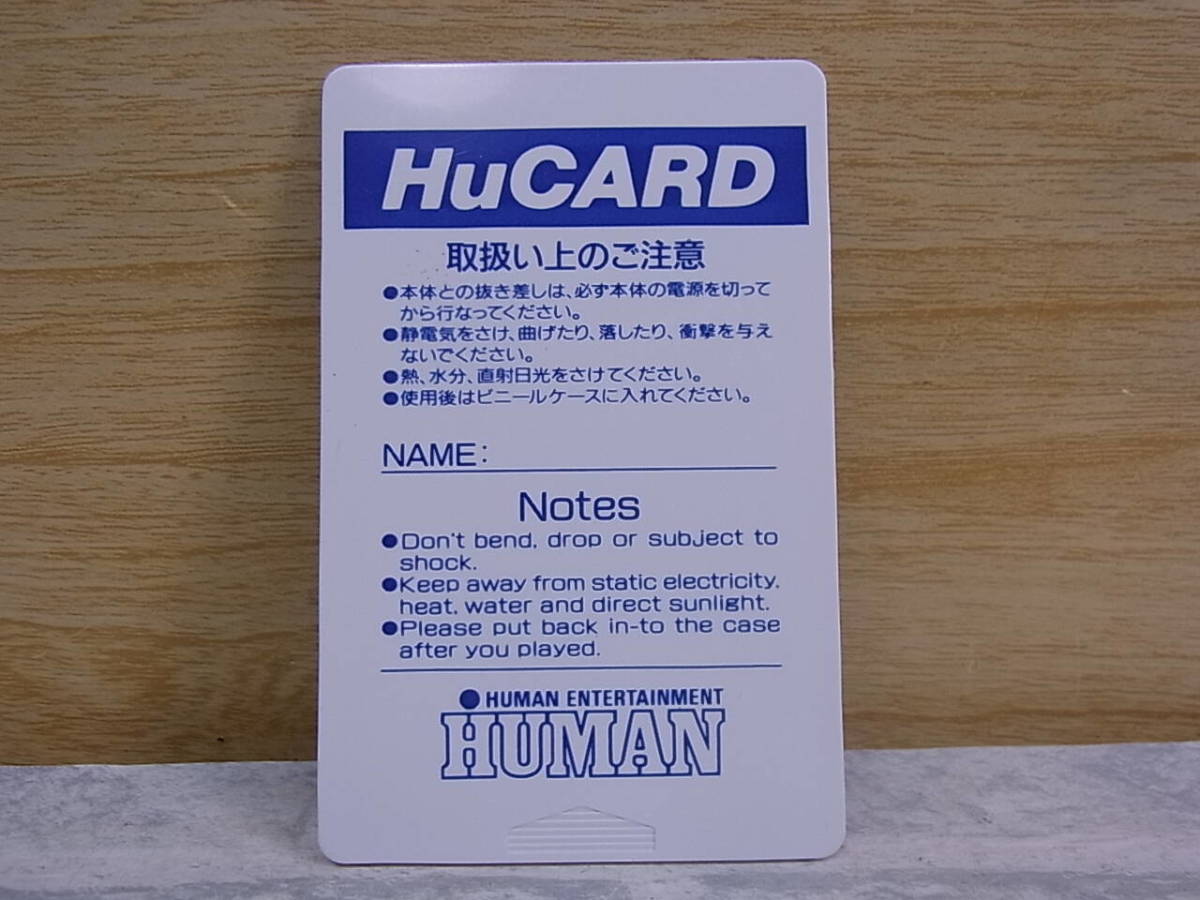 HuCARD
取扱い上のご注意
●本体との抜き差しは、必ず本体の電源を切って
から行なってください。
●静電気をさけ、曲げたり、落したり、衝撃を与え
ないでください。
●熱、水分、直射日光をさけてください。
●使用後はビニールケースに入れてください。
NAME:
Notes
●Don't bend, drop or subject to
shock.
●Keep away from static electricity,
heat, water and direct sunlight.
●Please put back in-to the case
after you played.
HUMAN ENTERTAINMENT
HUMAN